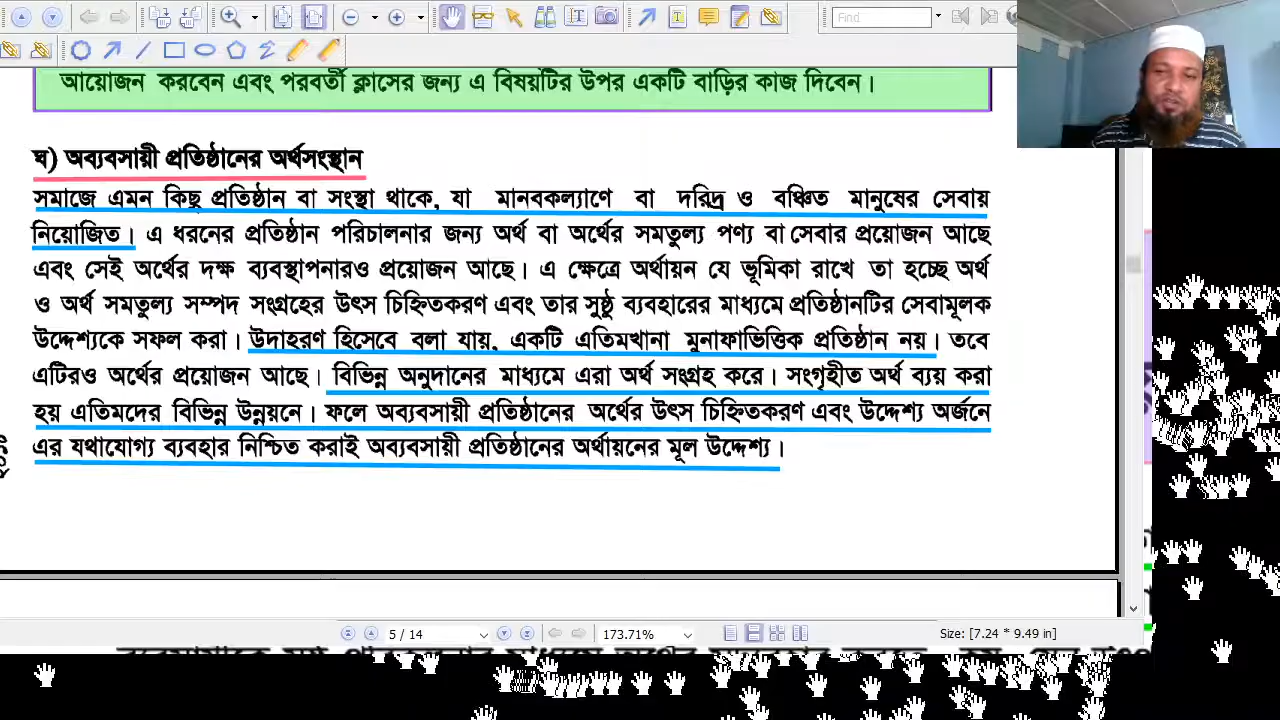 Find
আয়োজন করবেন এবং পরবর্তী ক্লাসের জন্য এ বিষয়টির উপর একটি বাড়ির কাজ দিবেন।
ঘ) অব্যবসায়ী প্রতিষ্ঠানের অর্থসংস্থান
সমাজে এমন কিছু প্রতিষ্ঠান বা সংস্থা থাকে, যা মানবকল্যাণে বা দরিদ্র ও বঞ্চিত মানুষের সেবায়
নিয়োজিত। এ ধরনের প্রতিষ্ঠান পরিচালনার জন্য অর্থ বা অর্থের সমতুল্য পণ্য বা সেবার প্রয়োজন আছে
এবং সেই অর্থের দক্ষ ব্যবস্থাপনারও প্রয়োজন আছে। এ ক্ষেত্রে অর্থায়ন যে ভূমিকা রাখে তা হচ্ছে অর্থ
ও অর্থ সমতুল্য সম্পদ সংগ্রহের উৎস চিহ্নিতকরণ এবং তার সুষ্ঠু ব্যবহারের মাধ্যমে প্রতিষ্ঠানটির সেবামূলক
উদ্দেশ্যকে সফল করা। উদাহরণ হিসেবে বলা যায়, একটি এতিমখানা মুনাফাভিত্তিক প্রতিষ্ঠান নয়। তবে
এটিরও অর্থের প্রয়োজন আছে। বিভিন্ন অনুদানের মাধ্যমে এরা অর্থ সংগ্রহ করে। সংগৃহীত অর্থ ব্যয় করা
হয় এতিমদের বিভিন্ন উন্নয়নে। ফলে অব্যবসায়ী প্রতিষ্ঠানের অর্থের উৎস চিহ্নিতকরণ এবং উদ্দেশ্য অর্জনে
এর যথাযোগ্য ব্যবহার নিশ্চিত করাই অব্যবসায়ী প্রতিষ্ঠানের অর্থায়নের মূল উদ্দেশ্য।
5 / 14 173.71% Size: [7.24 * 9.49 in]